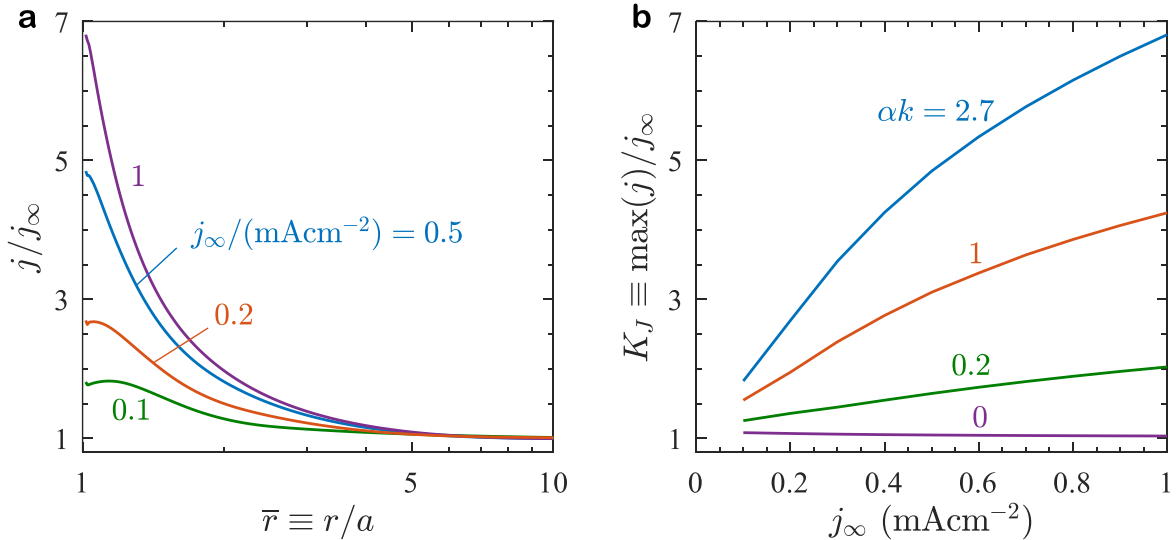 a
7
5
3
1
j/j∞
1
j∞/(mAcm⁻²) = 0.5
0.2
0.1
1
5
10
r̅ ≡ r/a
b
7
5
3
1
K_J ≡ max(j)/j∞
αk = 2.7
1
0.2
0
0
0.2
0.4
0.6
0.8
1
j∞ (mAcm⁻²)